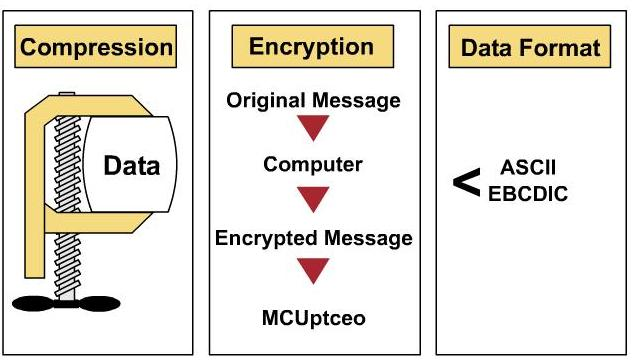 Compression
Data
Encryption
Original Message
Computer
Encrypted Message
MCUptceo
Data Format
< ASCII
EBCDIC